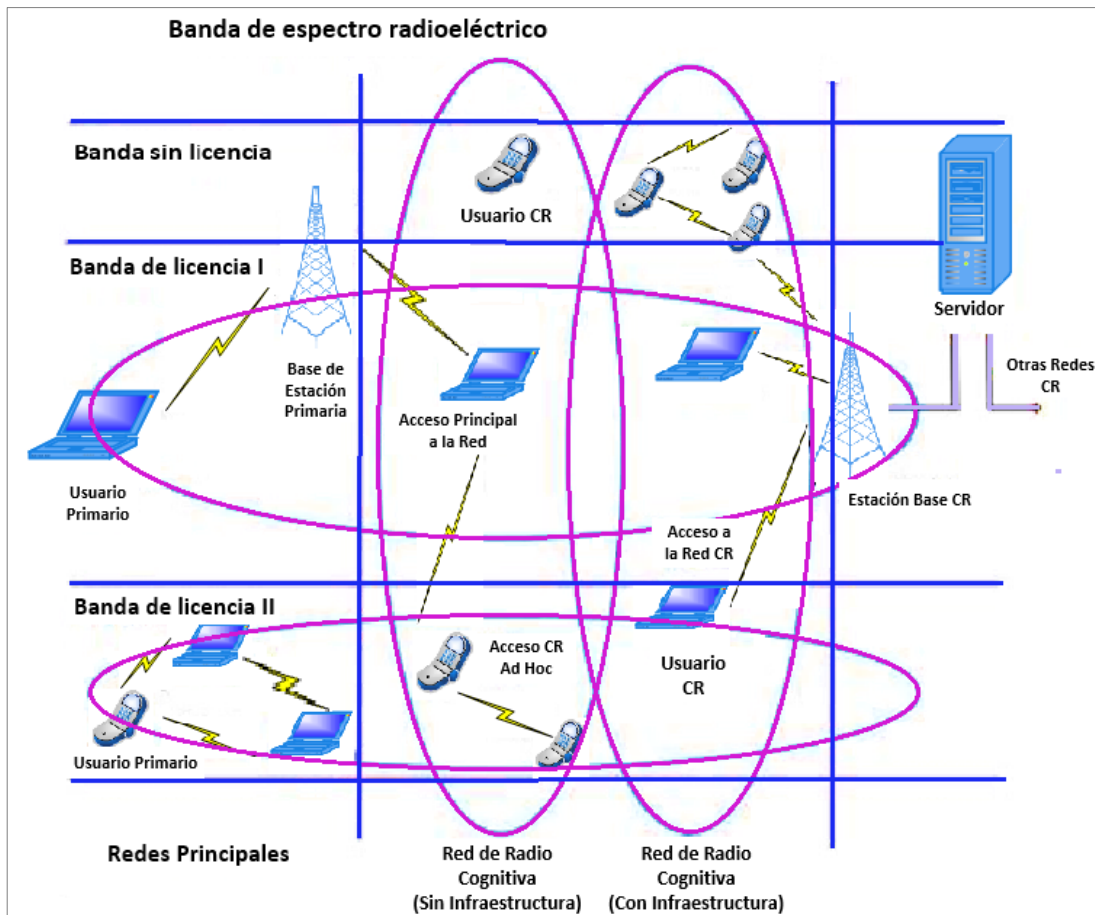 Banda de espectro radioeléctrico
Banda sin licencia
Usuario CR
Banda de licencia I
Servidor
Base de
Estación
Primaria
Otras Redes
CR
Acceso Principal
a la Red
Usuario
Primario
Estación Base CR
Acceso a
la Red CR
Banda de licencia II
Acceso CR
Ad Hoc
Usuario
CR
Usuario Primario
Redes Principales
Red de Radio
Cognitiva
(Sin Infraestructura)
Red de Radio
Cognitiva
(Con Infraestructura)